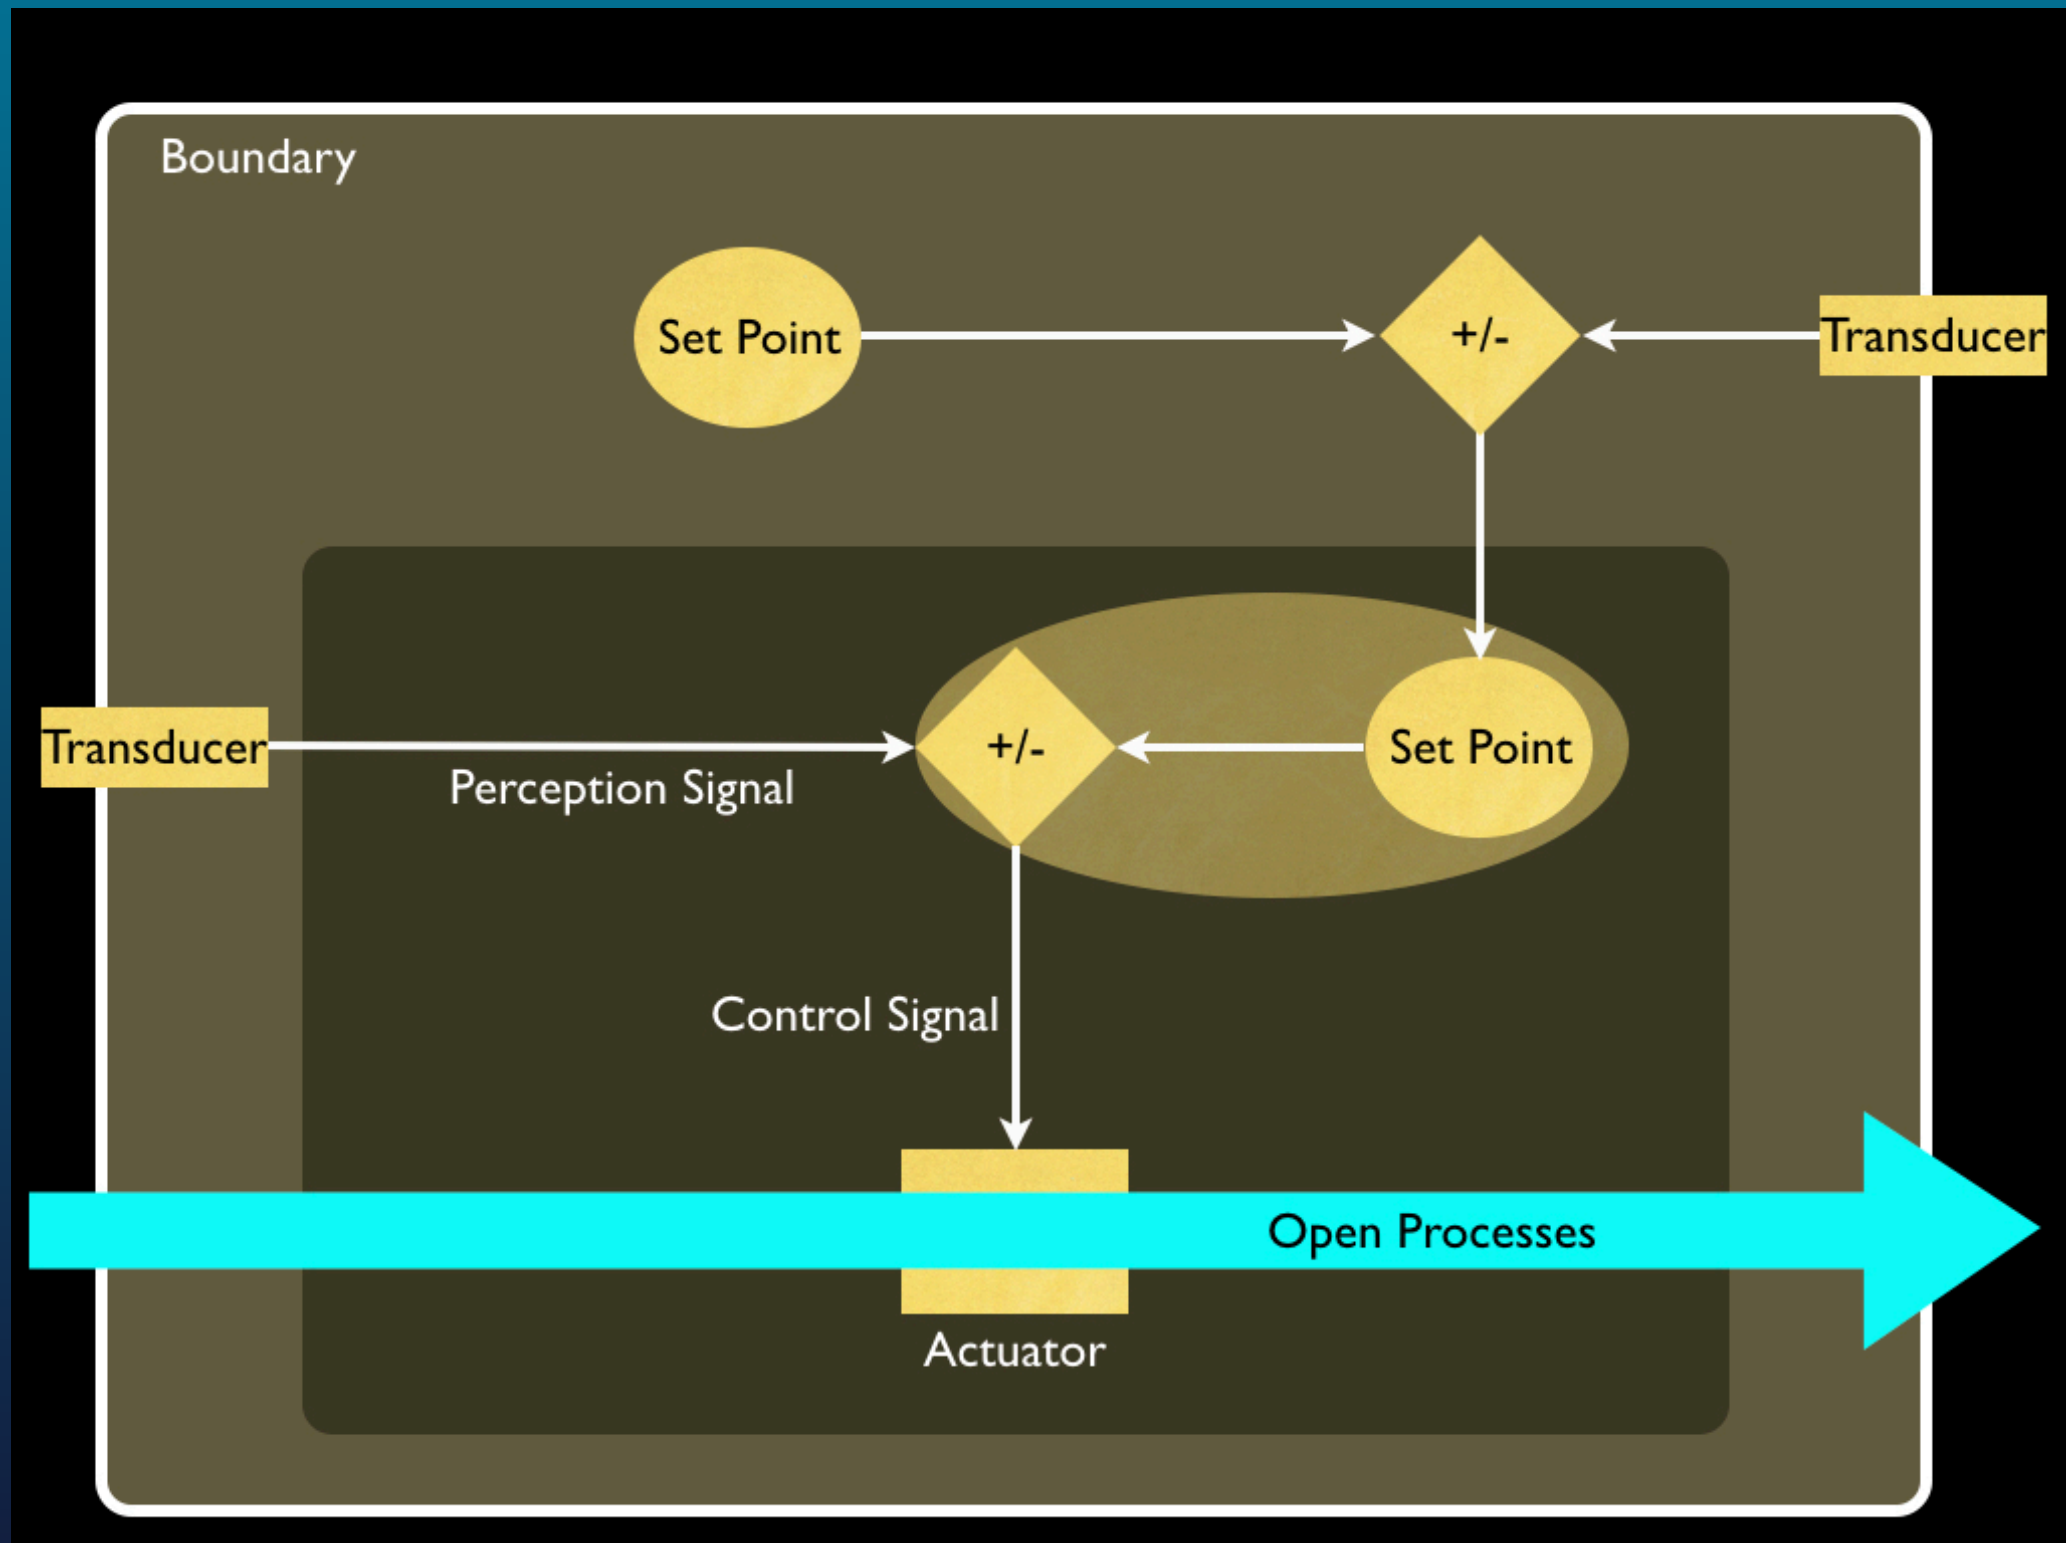 Boundary
Set Point
+/-
Transducer
Transducer
Perception Signal
+/-
Set Point
Control Signal
Open Processes
Actuator